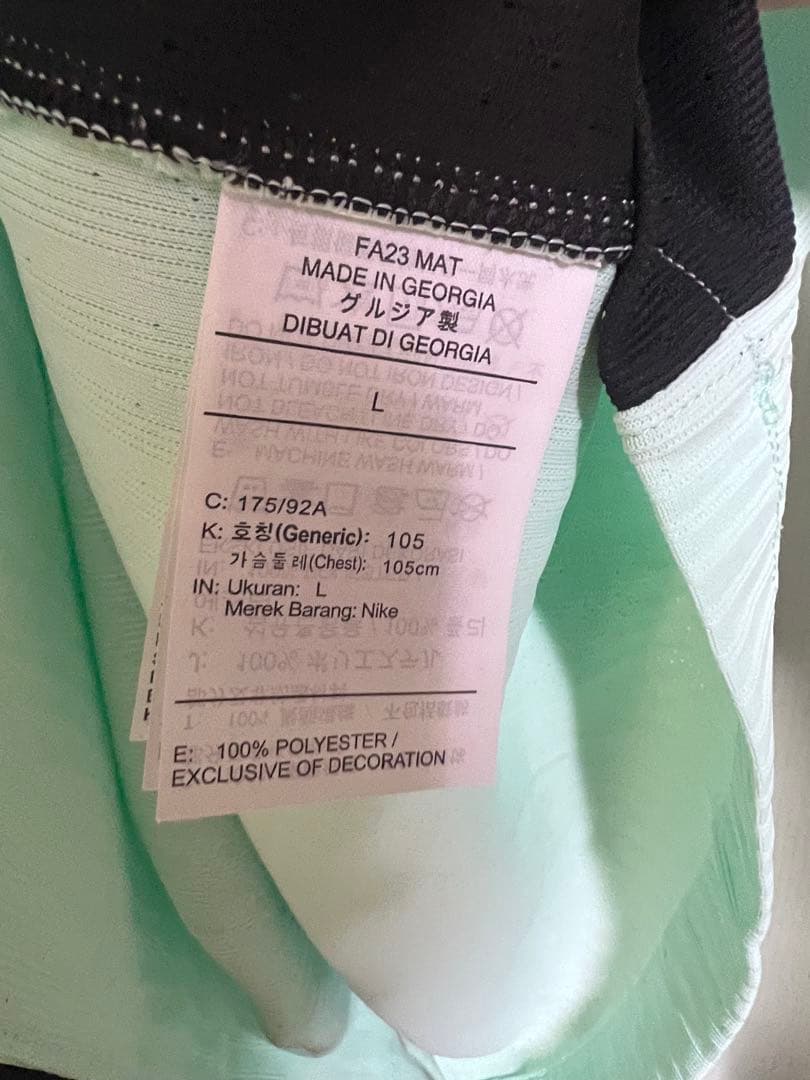 FA23 MAT
MADE IN GEORGIA
グルジア製
DIBUAT DI GEORGIA
L
C: 175/92A
K: 호칭(Generic): 105
가슴둘레(Chest): 105cm
IN: Ukuran: L
Merek Barang: Nike
E: 100% POLYESTER /
EXCLUSIVE OF DECORATION